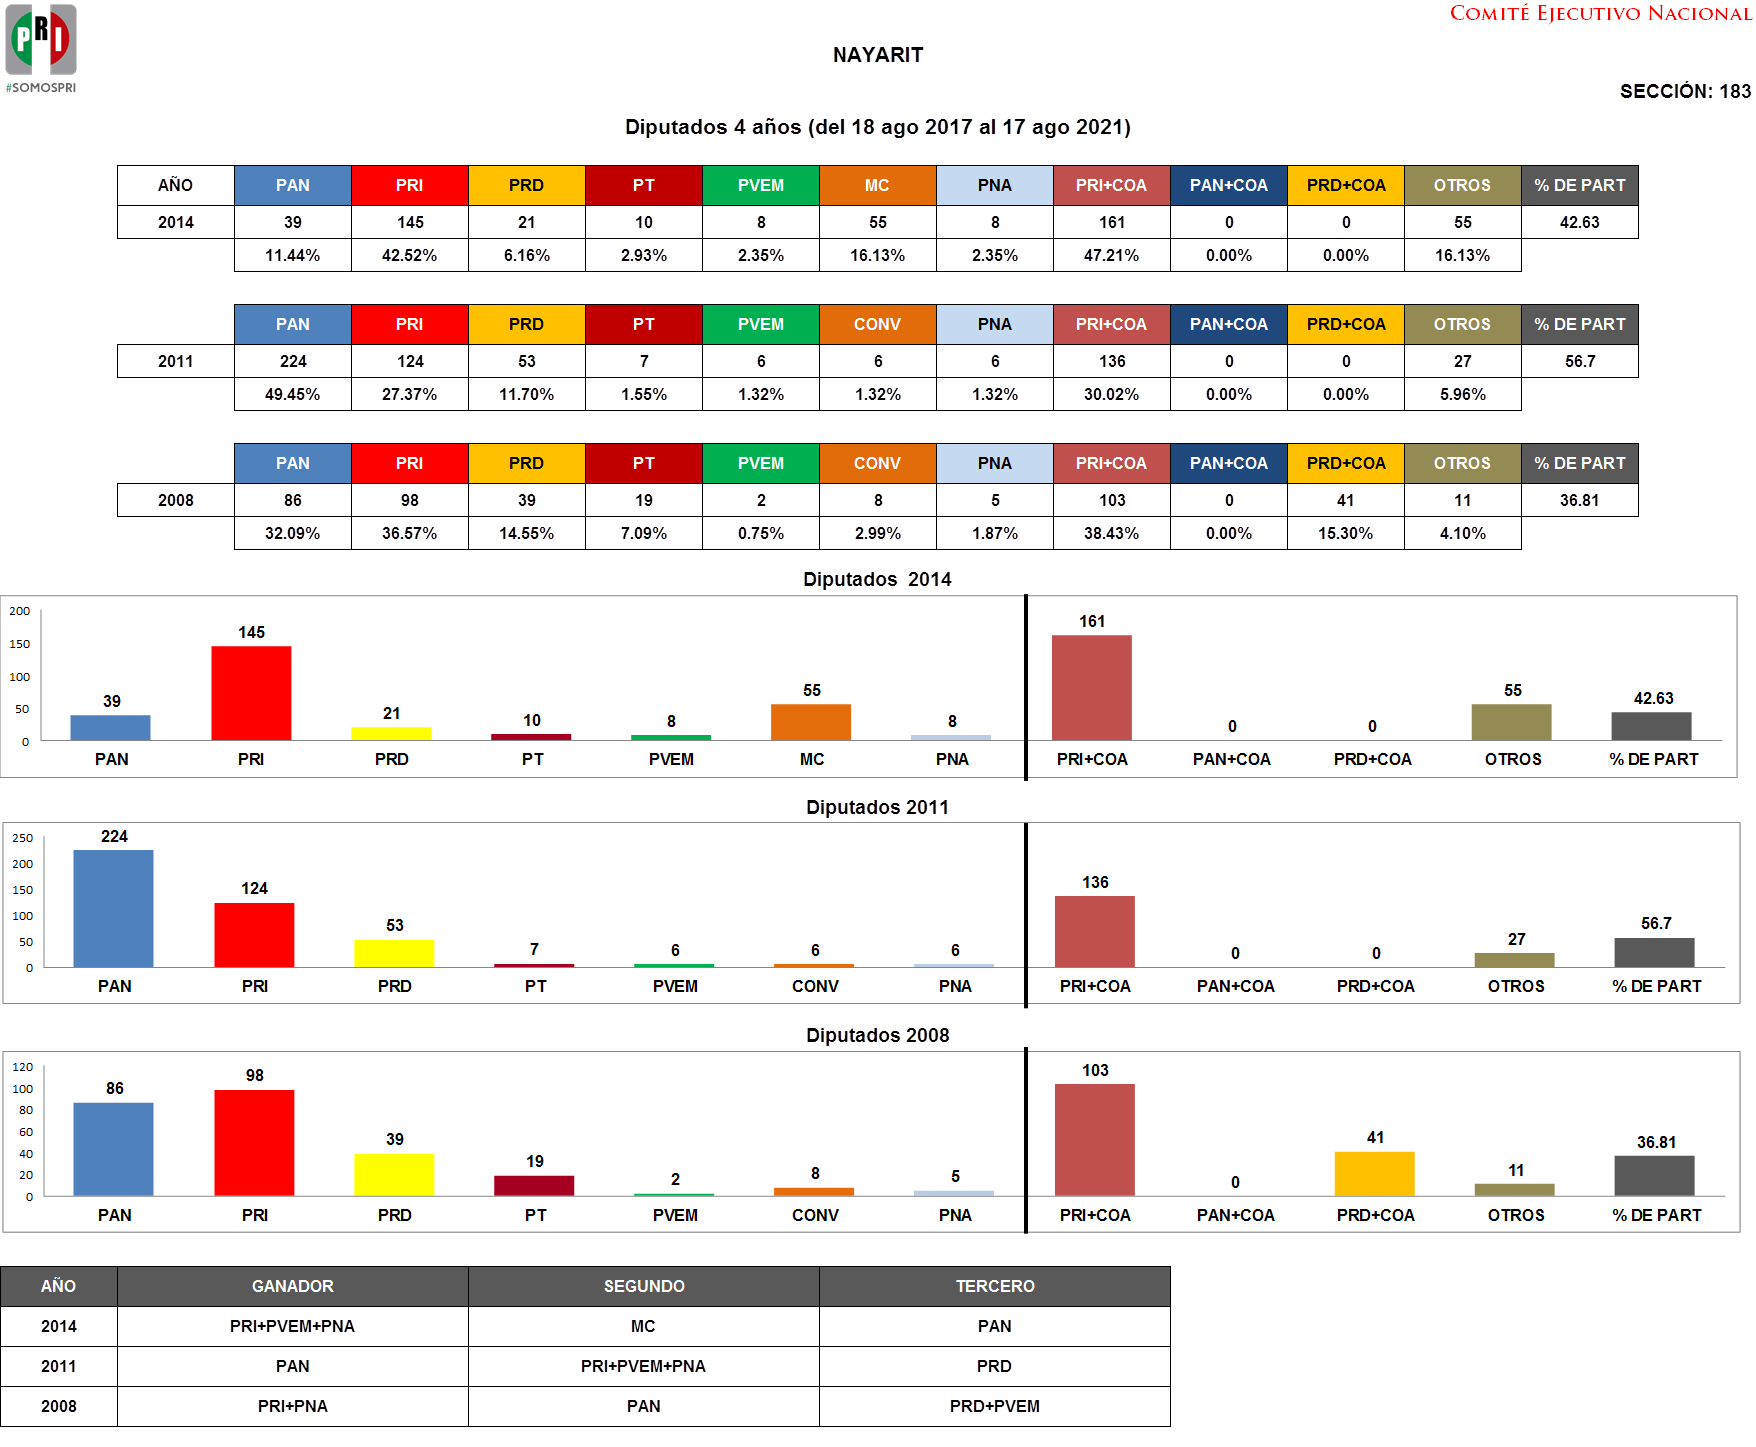 PRI
#SOMOSPRI
COMITÉ EJECUTIVO NACIONAL
NAYARIT
SECCIÓN: 183
Diputados 4 años (del 18 ago 2017 al 17 ago 2021)
AÑO PAN PRI PRD PT PVEM MC PNA PRI+COA PAN+COA PRD+COA OTROS % DE PART
2014 39 145 21 10 8 55 8 161 0 0 55 42.63
11.44% 42.52% 6.16% 2.93% 2.35% 16.13% 2.35% 47.21% 0.00% 0.00% 16.13%
PAN PRI PRD PT PVEM CONV PNA PRI+COA PAN+COA PRD+COA OTROS % DE PART
2011 224 124 53 7 6 6 6 136 0 0 27 56.7
49.45% 27.37% 11.70% 1.55% 1.32% 1.32% 1.32% 30.02% 0.00% 0.00% 5.96%
PAN PRI PRD PT PVEM CONV PNA PRI+COA PAN+COA PRD+COA OTROS % DE PART
2008 86 98 39 19 2 8 5 103 0 41 11 36.81
32.09% 36.57% 14.55% 7.09% 0.75% 2.99% 1.87% 38.43% 0.00% 15.30% 4.10%
Diputados 2014
200
150
100
50
0
39 145 21 10 8 55 8 161 0 0 55 42.63
PAN PRI PRD PT PVEM MC PNA PRI+COA PAN+COA PRD+COA OTROS % DE PART
Diputados 2011
250
200
150
100
50
0
224 124 53 7 6 6 6 136 0 0 27 56.7
PAN PRI PRD PT PVEM CONV PNA PRI+COA PAN+COA PRD+COA OTROS % DE PART
Diputados 2008
120
100
80
60
40
20
0
86 98 39 19 2 8 5 103 0 41 11 36.81
PAN PRI PRD PT PVEM CONV PNA PRI+COA PAN+COA PRD+COA OTROS % DE PART
AÑO GANADOR SEGUNDO TERCERO
2014 PRI+PVEM+PNA MC PAN
2011 PAN PRI+PVEM+PNA PRD
2008 PRI+PNA PAN PRD+PVEM